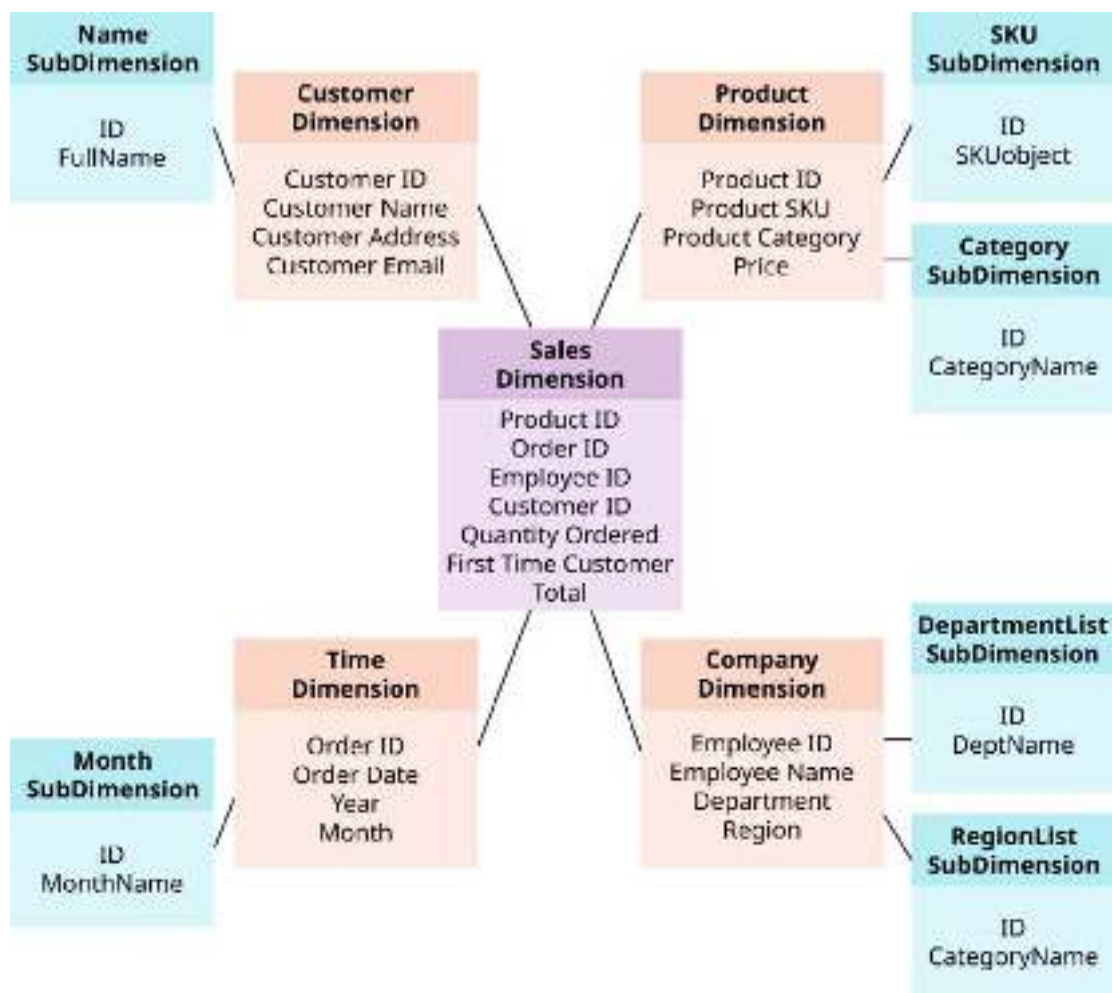 Name
SubDimension
ID
FullName
Customer
Dimension
Customer ID
Customer Name
Customer Address
Customer Email
Product
Dimension
Product ID
Product SKU
Product Category
Price
SKU
SubDimension
ID
SKUobject
Category
SubDimension
ID
CategoryName
Sales
Dimension
Product ID
Order ID
Employee ID
Customer ID
Quantity Ordered
First Time Customer
Total
Time
Dimension
Order ID
Order Date
Year
Month
Month
SubDimension
ID
MonthName
Company
Dimension
Employee ID
Employee Name
Department
Region
DepartmentList
SubDimension
ID
DeptName
RegionList
SubDimension
ID
CategoryName